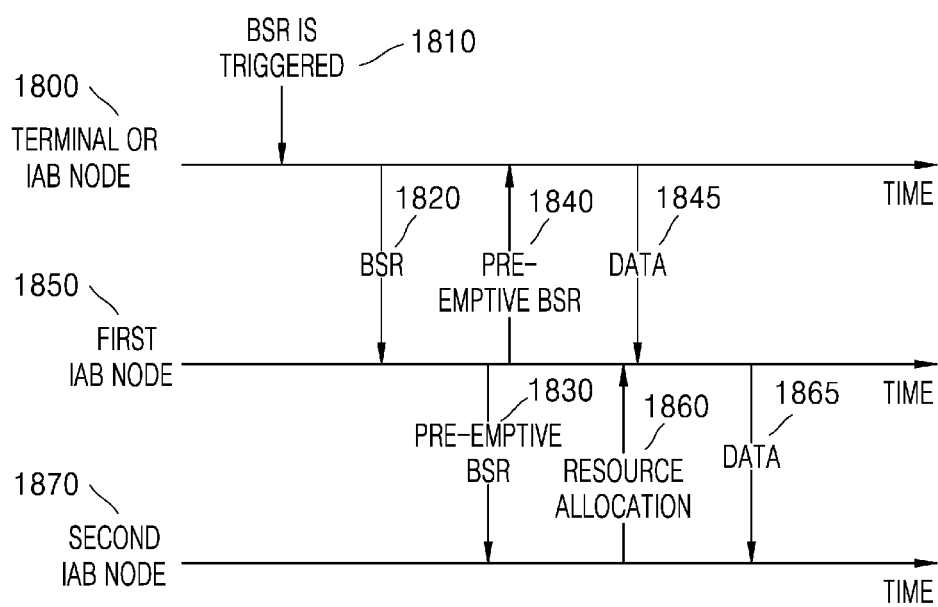 BSR IS
TRIGGERED
1810
1800
TERMINAL OR
IAB NODE
TIME
1820
BSR
1840
PRE-
EMPTIVE BSR
1845
DATA
1850
FIRST
IAB NODE
TIME
1830
PRE-EMPTIVE
BSR
1860
RESOURCE
ALLOCATION
1865
DATA
1870
SECOND
IAB NODE
TIME